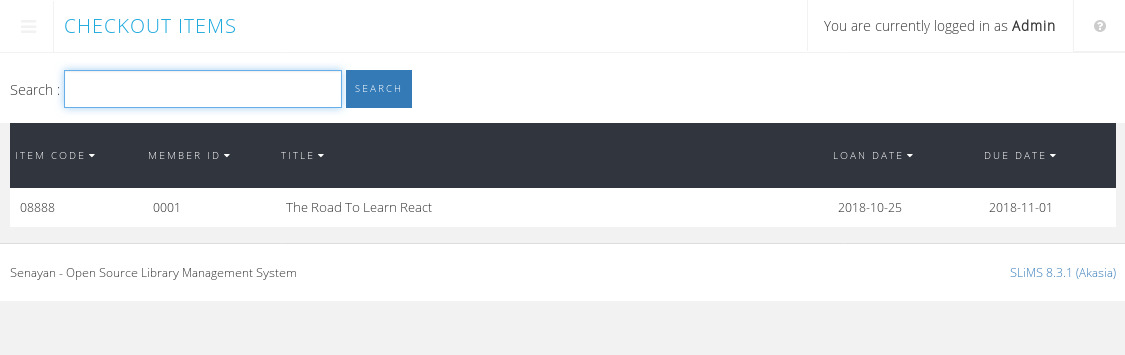 CHECKOUT ITEMS
You are currently logged in as Admin
Search :
SEARCH
ITEM CODE MEMBER ID TITLE LOAN DATE DUE DATE
08888 0001 The Road To Learn React 2018-10-25 2018-11-01
Senayan - Open Source Library Management System SLiMS 8.3.1 (Akasia)